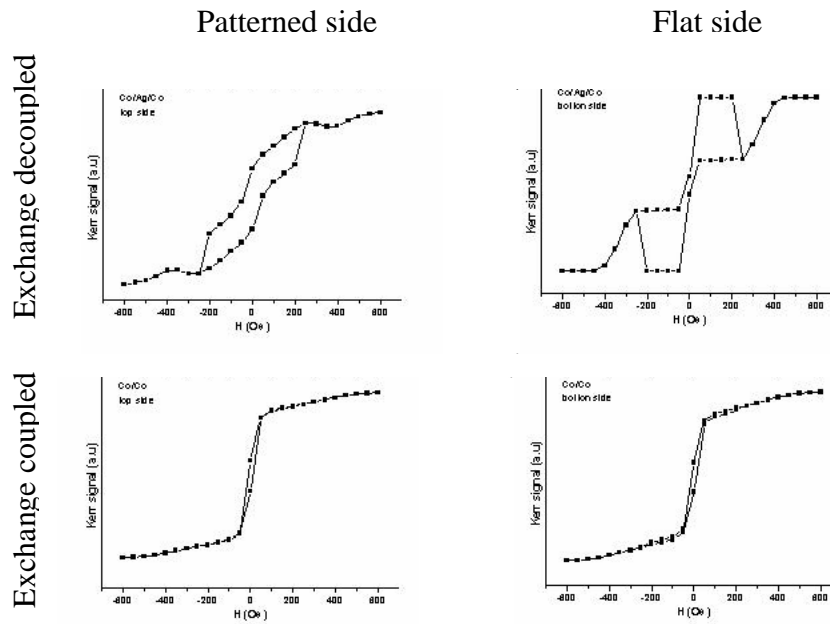 Patterned side
Flat side
Exchange decoupled
Co/Ag/Co
top side
Kerr signal (a.u)
-600 -400 -200 0 200 400 600
H (Oe)
Co/Ag/Co
botton side
Kerr signal (a.u)
-600 -400 -200 0 200 400 600
H (Oe)
Exchange coupled
Co/Co
top side
Kerr signal (a.u)
-600 -400 -200 0 200 400 600
H (Oe)
Co/Co
botton side
Kerr signal (a.u)
-600 -400 -200 0 200 400 600
H (Oe)